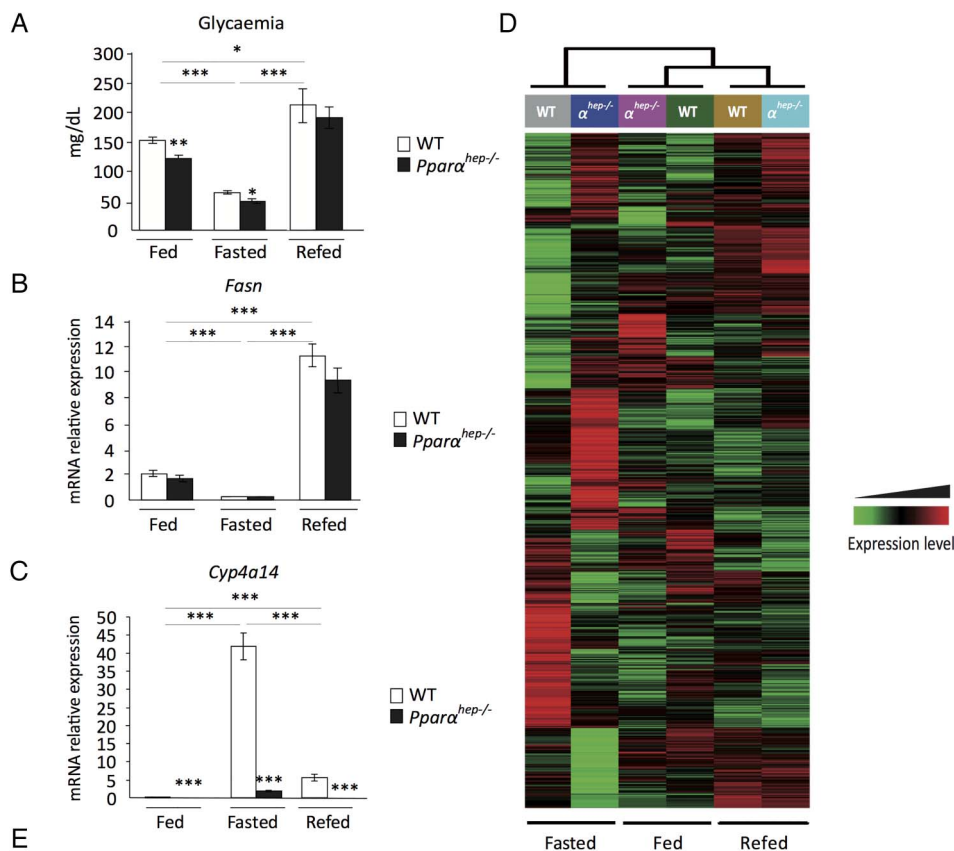 A
Glycaemia
*
***
***
300
250
200
150
100
50
0
mg/dL
**
*
WT
Pparα^hep-/-
Fed
Fasted
Refed
B
Fasn
***
***
***
14
12
10
8
6
4
2
0
mRNA relative expression
WT
Pparα^hep-/-
Fed
Fasted
Refed
C
Cyp4a14
***
***
***
50
45
40
35
30
25
20
15
10
5
0
mRNA relative expression
***
***
***
WT
Pparα^hep-/-
Fed
Fasted
Refed
D
WT α^hep-/- α^hep-/- WT WT α^hep-/-
Expression level
Fasted Fed Refed
E